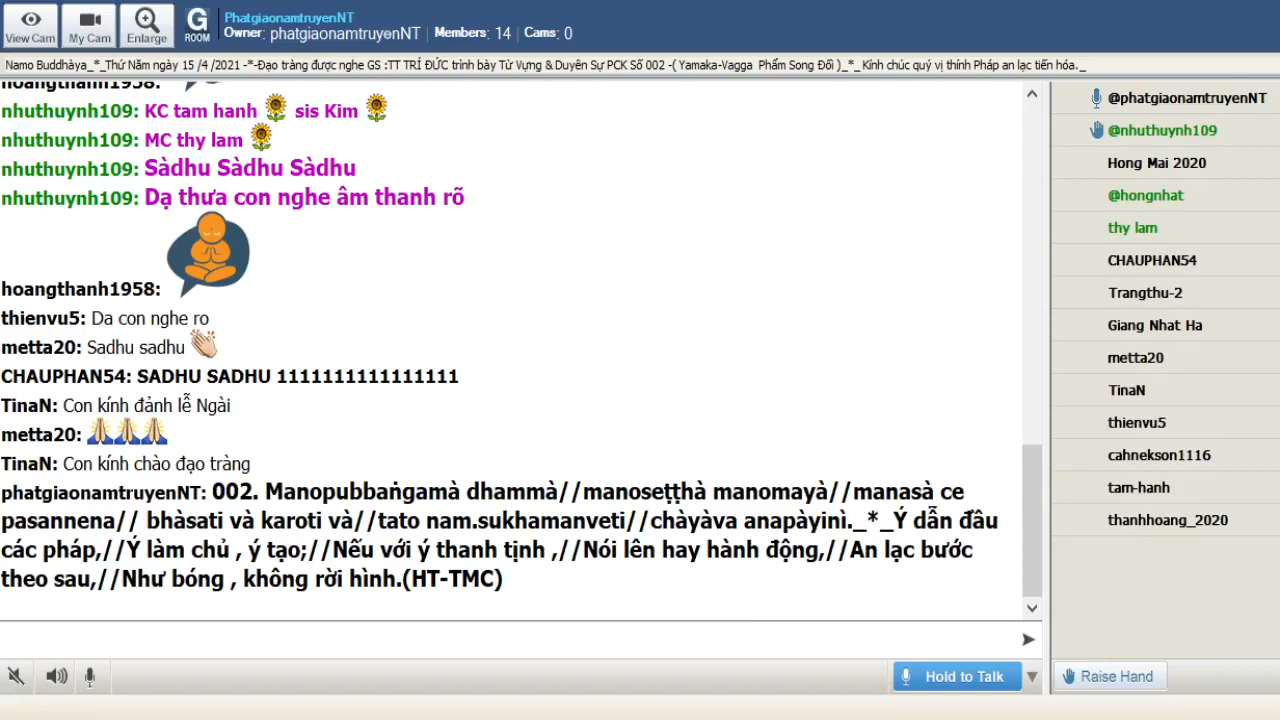 View Cam
My Cam
Enlarge
G
ROOM
PhatgiaonamtruyenNT
Owner: phatgiaonamtruyenNT | Members: 14 | Cams: 0
Namo Buddhàya_*_Thứ Năm ngày 15 /4 /2021 -*-Đạo tràng được nghe GS :TT TRÍ ĐỨC trình bày Từ Vựng & Duyên Sự PCK Số 002 -( Yamaka-Vagga Phẩm Song Đối )_*_ Kính chúc quý vị thính Pháp an lạc tiến hóa._
hoangthanh1958:
nhuthuynh109: KC tam hanh sis Kim
nhuthuynh109: MC thy lam
nhuthuynh109: Sàdhu Sàdhu Sàdhu
nhuthuynh109: Dạ thưa con nghe âm thanh rõ
hoangthanh1958:
thienvu5: Da con nghe ro
metta20: Sadhu sadhu
CHAUPHAN54: SADHU SADHU 1111111111111111
TinaN: Con kính đảnh lễ Ngài
metta20:
TinaN: Con kính chào đạo tràng
phatgiaonamtruyenNT: 002. Manopubbaṅgamà dhammà//manoseṭṭhà manomayà//manasà ce
pasannena// bhàsati và karoti và//tato nam.sukhamanveti//chàyàva anapàyinì._*_Ý dẫn đầu
các pháp,//Ý làm chủ , ý tạo;//Nếu với ý thanh tịnh ,//Nói lên hay hành động,//An lạc bước
theo sau,//Như bóng , không rời hình.(HT-TMC)
@phatgiaonamtruyenNT
@nhuthuynh109
Hong Mai 2020
@hongnhat
thy lam
CHAUPHAN54
Trangthu-2
Giang Nhat Ha
metta20
TinaN
thienvu5
cahnekson1116
tam-hanh
thanhhoang_2020
Hold to Talk
Raise Hand